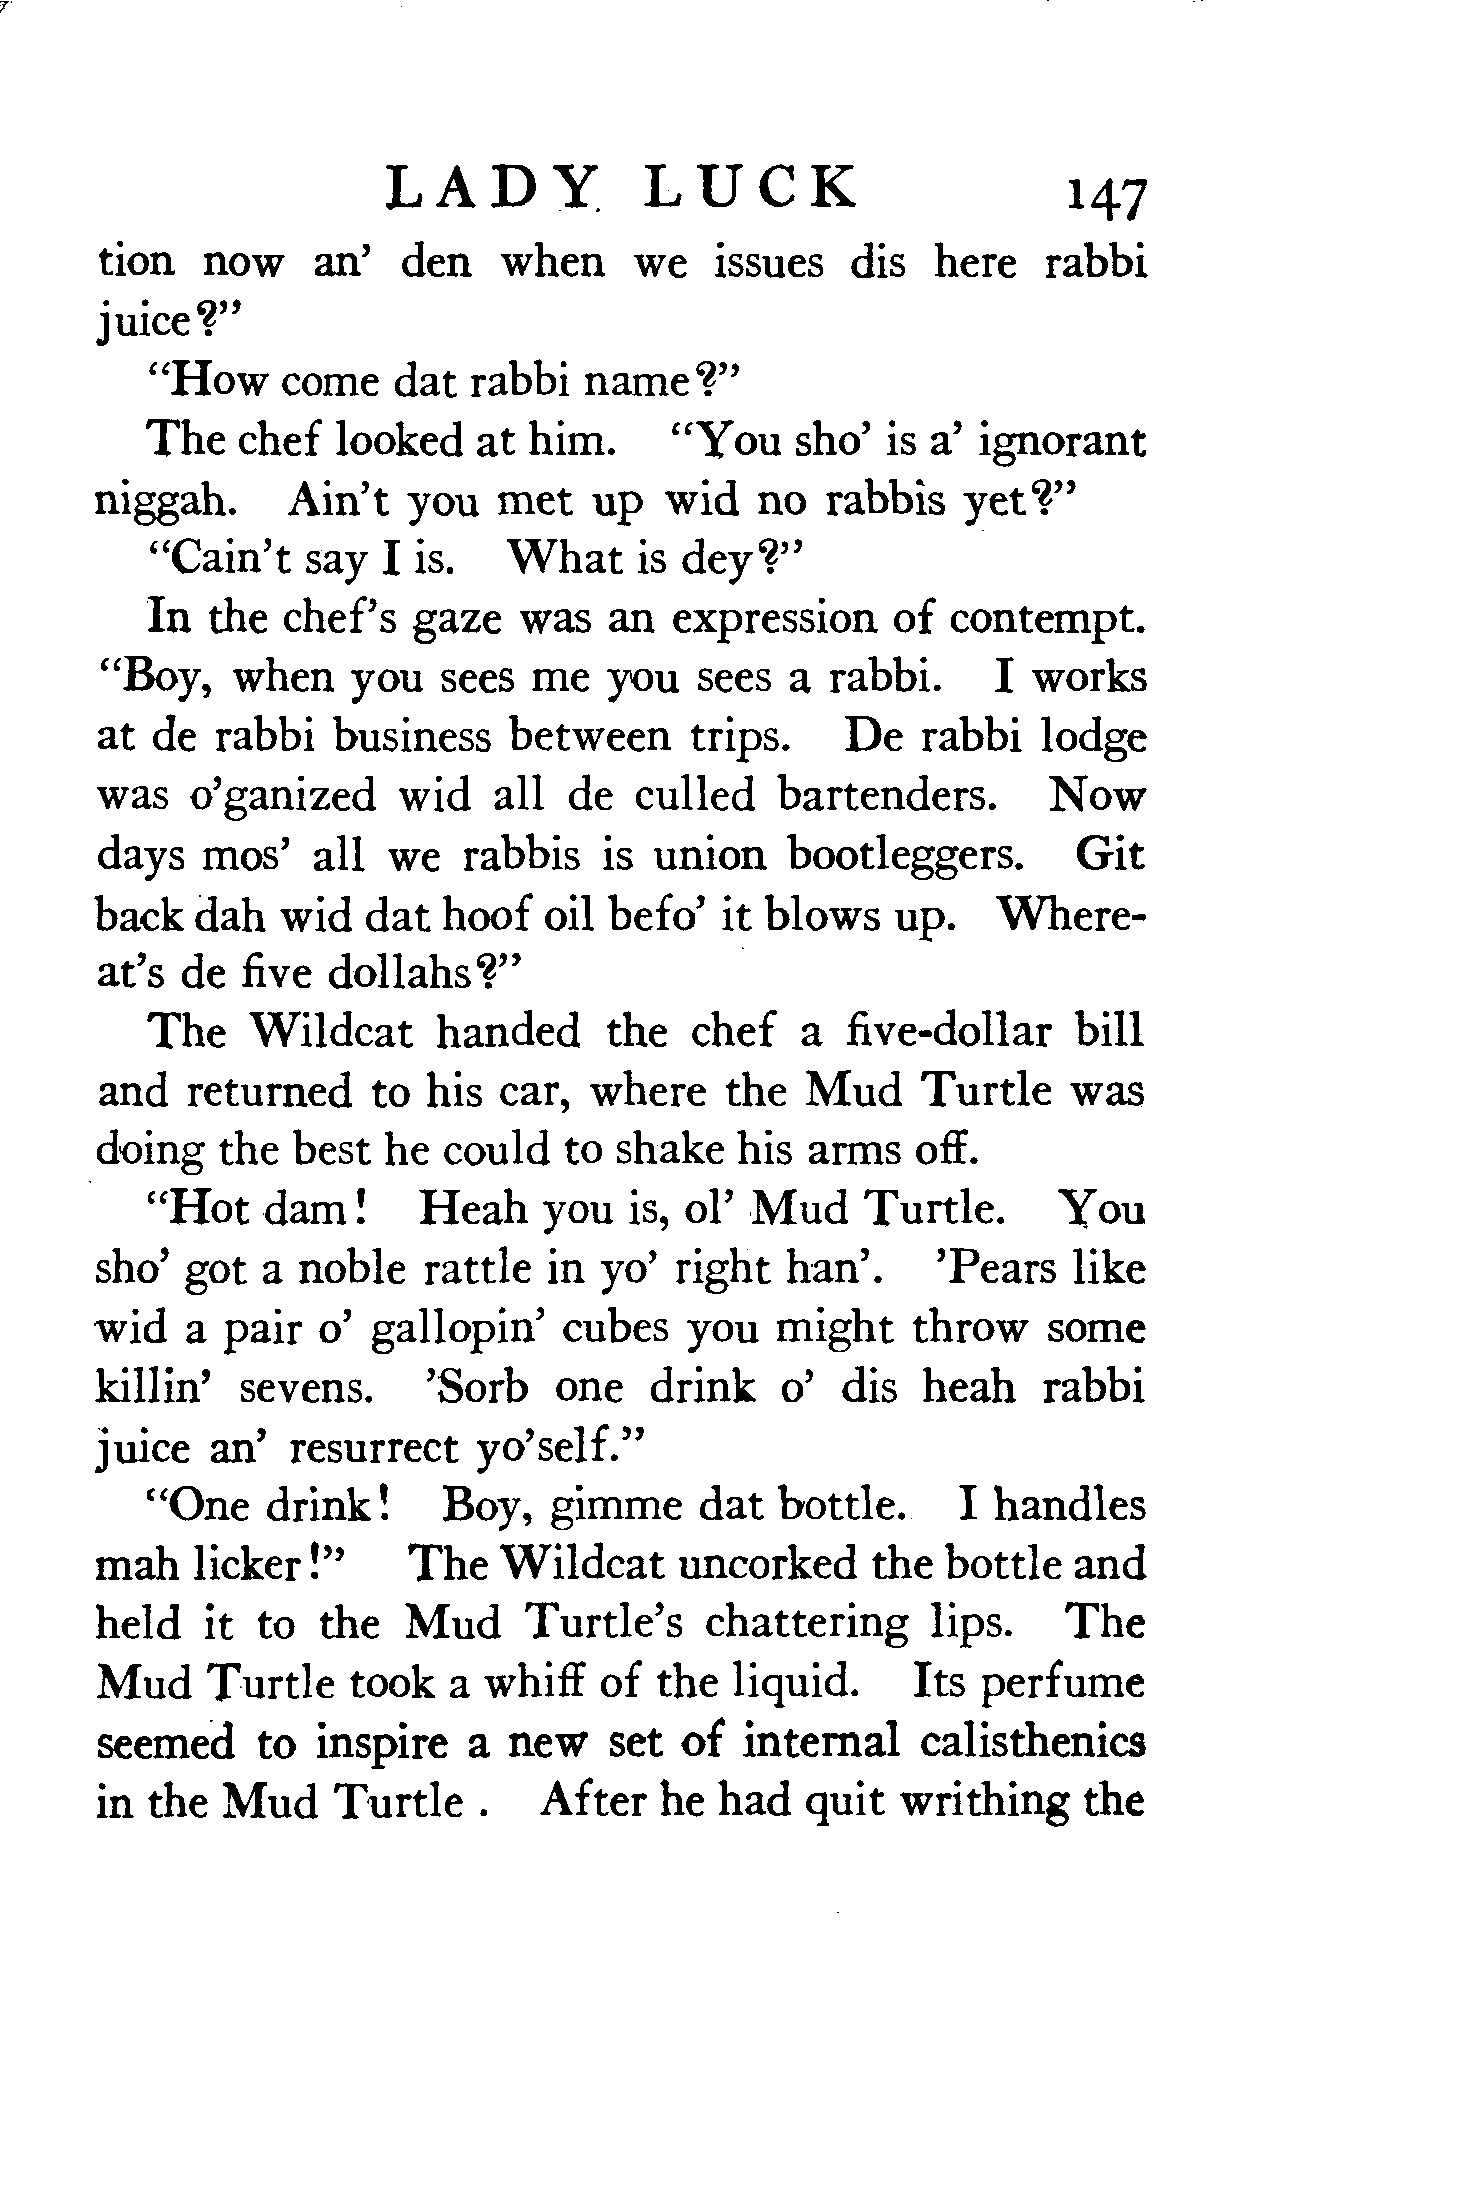 LADY LUCK 147
tion now an' den when we issues dis here rabbi
juice?"
"How come dat rabbi name?"
The chef looked at him. "You sho' is a' ignorant
niggah. Ain't you met up wid no rabbis yet?"
"Cain't say I is. What is dey?"
In the chef's gaze was an expression of contempt.
"Boy, when you sees me you sees a rabbi. I works
at de rabbi business between trips. De rabbi lodge
was o'ganized wid all de culled bartenders. Now
days mos' all we rabbis is union bootleggers. Git
back dah wid dat hoof oil befo' it blows up. Where-
at's de five dollahs?"
The Wildcat handed the chef a five-dollar bill
and returned to his car, where the Mud Turtle was
doing the best he could to shake his arms off.
"Hot dam! Heah you is, ol' Mud Turtle. You
sho' got a noble rattle in yo' right han'. 'Pears like
wid a pair o' gallopin' cubes you might throw some
killin' sevens. 'Sorb one drink o' dis heah rabbi
juice an' resurrect yo'self."
"One drink! Boy, gimme dat bottle. I handles
mah licker!" The Wildcat uncorked the bottle and
held it to the Mud Turtle's chattering lips. The
Mud Turtle took a whiff of the liquid. Its perfume
seemed to inspire a new set of internal calisthenics
in the Mud Turtle . After he had quit writhing the